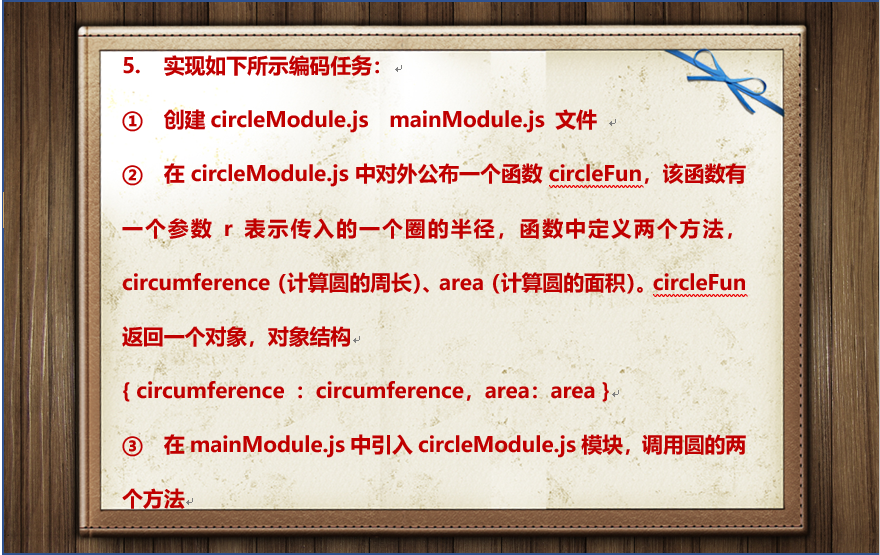 5. 实现如下所示编码任务：
① 创建 circleModule.js mainModule.js 文件
② 在 circleModule.js 中对外公布一个函数 circleFun，该函数有
一个参数 r 表示传入的一个圈的半径，函数中定义两个方法，
circumference（计算圆的周长）、area（计算圆的面积）。circleFun
返回一个对象，对象结构
{ circumference ：circumference，area：area }
③ 在 mainModule.js 中引入 circleModule.js 模块，调用圆的两
个方法